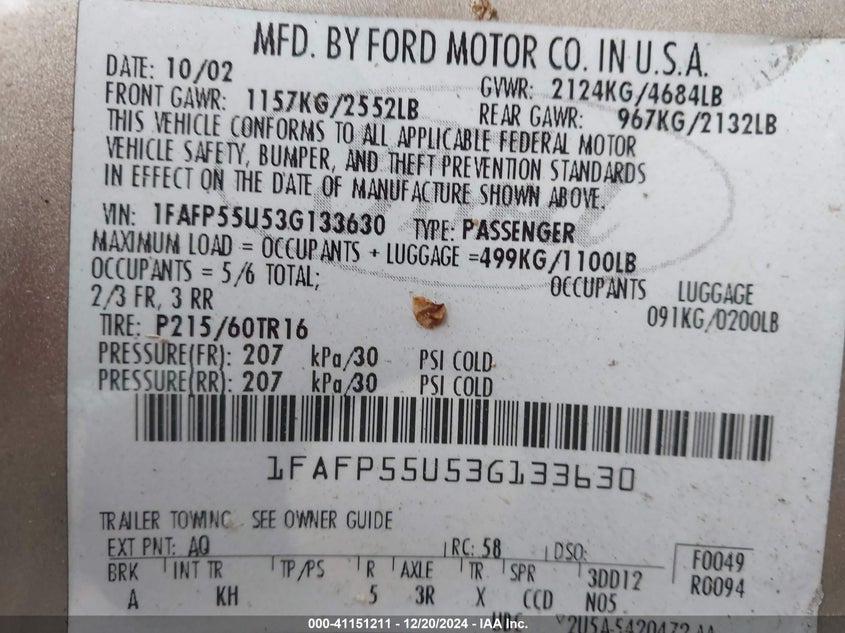 MFD. BY FORD MOTOR CO. IN U.S.A.
DATE: 10/02 GVWR: 2124KG/4684LB
FRONT GAWR: 1157KG/2552LB REAR GAWR: 967KG/2132LB
THIS VEHICLE CONFORMS TO ALL APPLICABLE FEDERAL MOTOR
VEHICLE SAFETY, BUMPER, AND THEFT PREVENTION STANDARDS
IN EFFECT ON THE DATE OF MANUFACTURE SHOWN ABOVE.
VIN: 1FAFP55U53G133630 TYPE: PASSENGER
MAXIMUM LOAD = OCCUPANTS + LUGGAGE =499KG/1100LB
OCCUPANTS = 5/6 TOTAL; OCCUPANTS LUGGAGE
2/3 FR, 3 RR 091KG/0200LB
TIRE: P215/60TR16
PRESSURE(FR): 207 kPa/30 PSI COLD
PRESSURE(RR): 207 kPa/30 PSI COLD
1FAFP55U53G133630
TRAILER TOWING - SEE OWNER GUIDE
EXT PNT: AQ RC: 58 DSO: F0049
BRK INT TR TP/PS R AXLE TR SPR 3DD12 R0094
A KH 5 3R X CCD N05
UBC 2U5A-5420472-AA
000-41151211 - 12/20/2024 - IAA Inc.